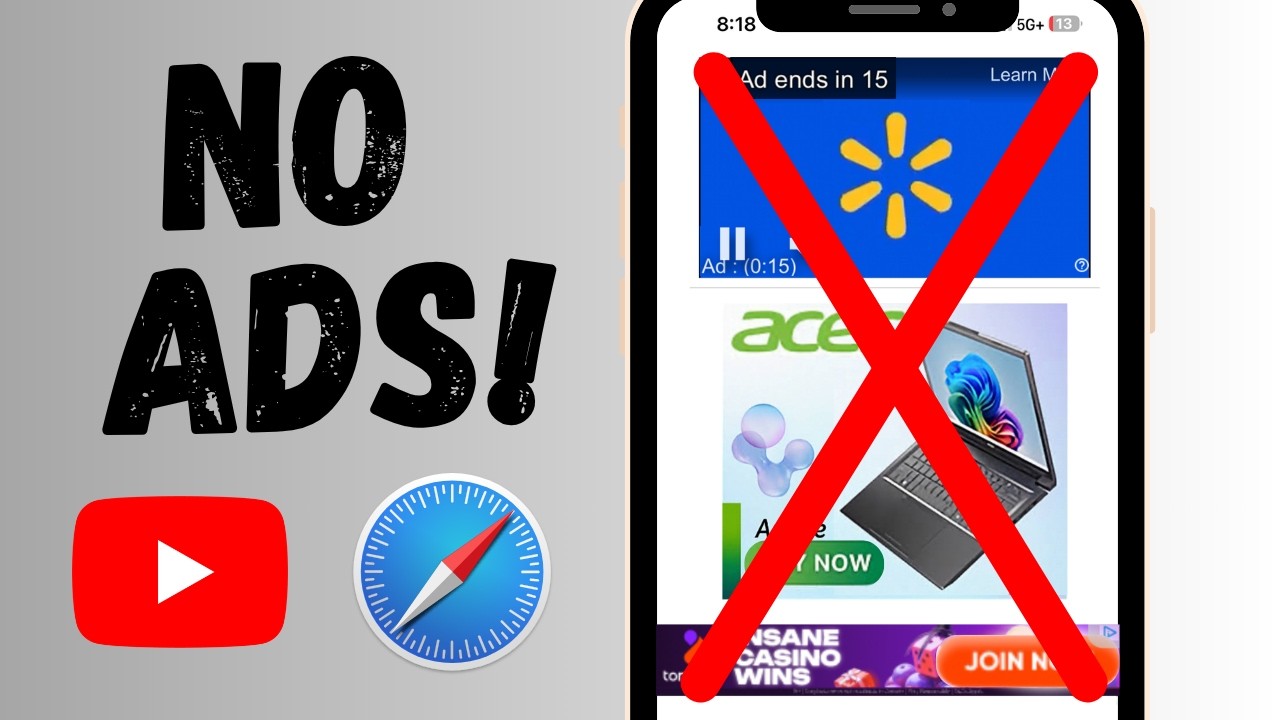 NO
ADS!
8:18
5G+ 13
Ad ends in 15
Learn
Ad : (0:15)
acer
NOW
INSANE
CASINO
WINS
JOIN